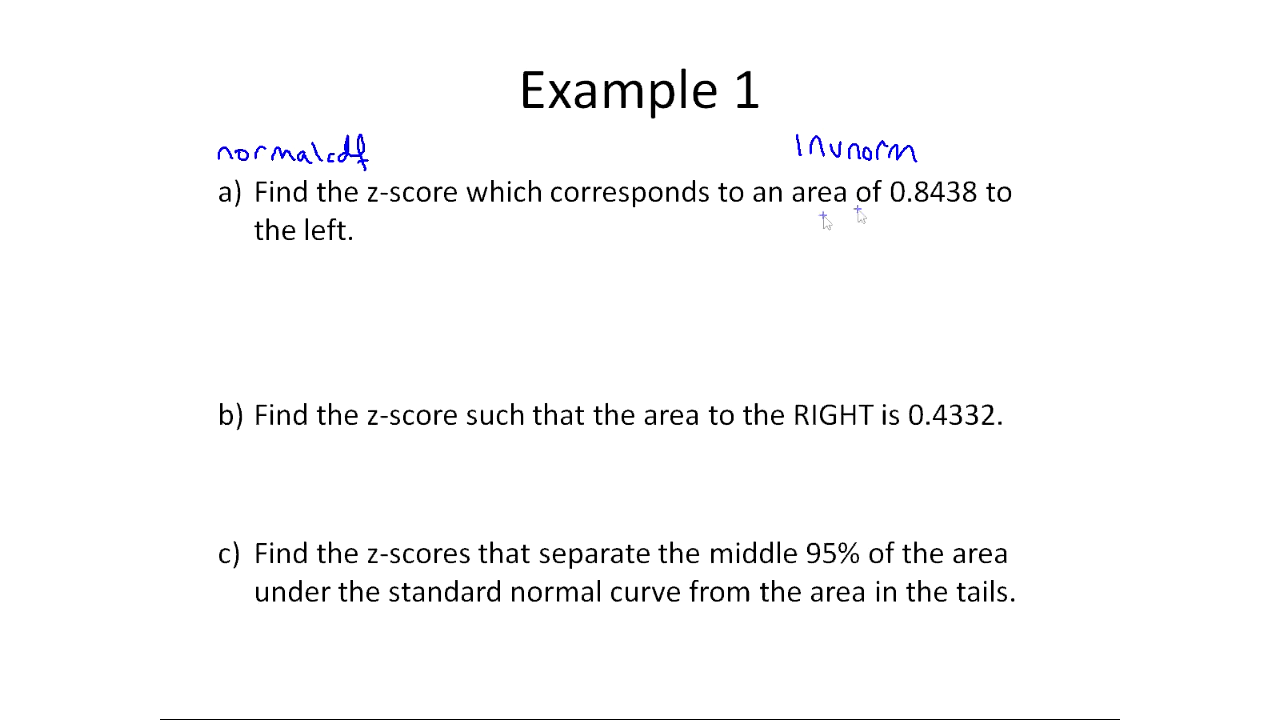 Example 1
normalcdf invnorm
a) Find the z-score which corresponds to an area of 0.8438 to
the left.
b) Find the z-score such that the area to the RIGHT is 0.4332.
c) Find the z-scores that separate the middle 95% of the area
under the standard normal curve from the area in the tails.